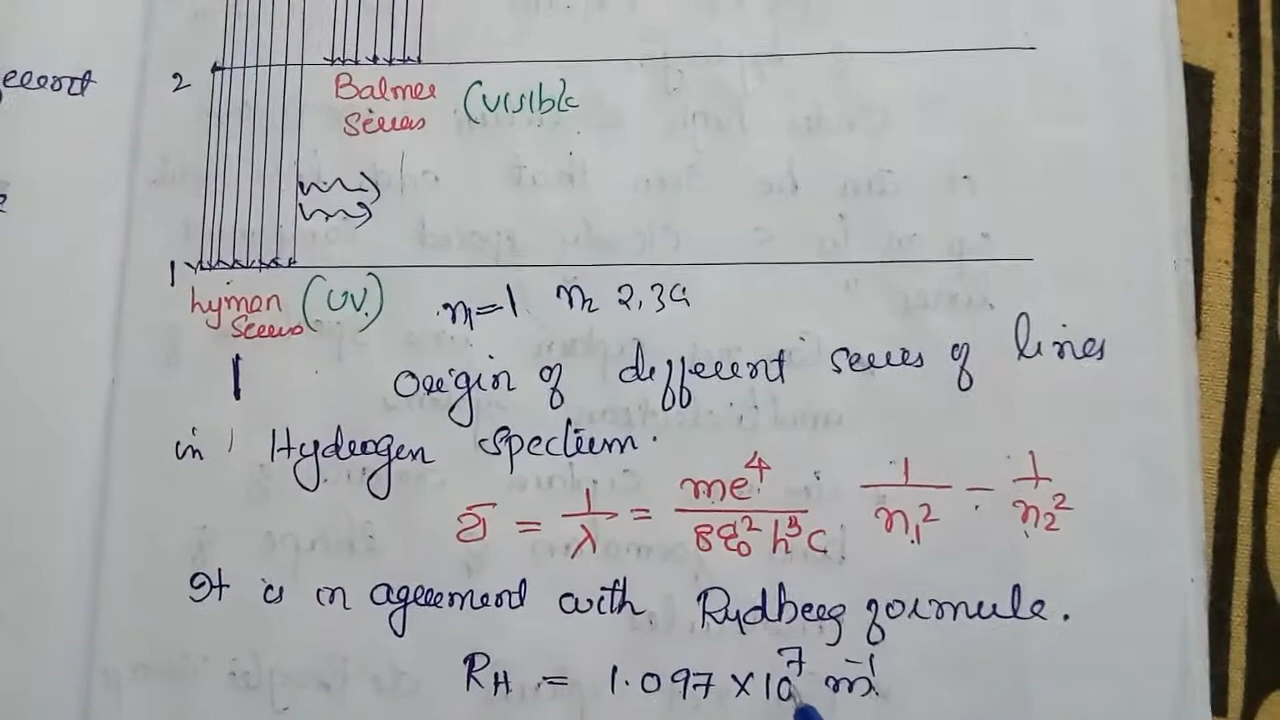 2
Balmer (visible
Series
1
Lyman (UV.)
Series
n₁=1 n₂ 2,3,4
Origin of different series of lines
in Hydrogen spectrum.
ν̄ = 1/λ = me⁴/8ε₀²h³c 1/n₁² - 1/n₂²
It is in agreement with Rydberg formule.
R_H = 1.097 × 10⁷ m⁻¹